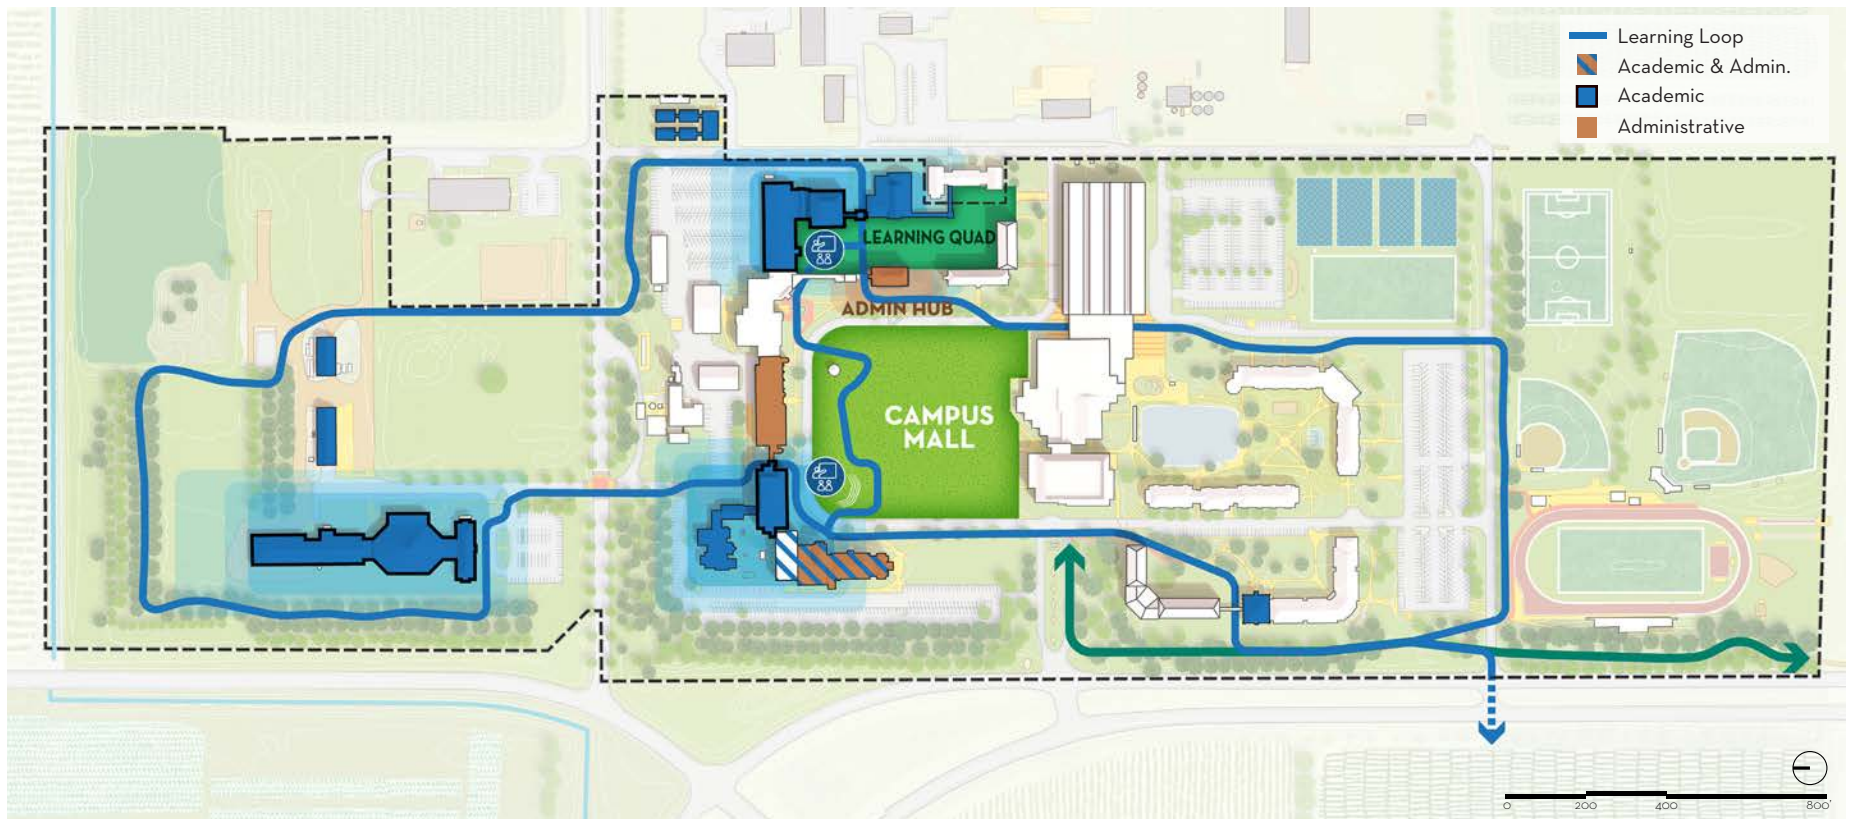 Learning Loop
Academic & Admin.
Academic
Administrative
LEARNING QUAD
ADMIN HUB
CAMPUS
MALL
0 200 400 800'